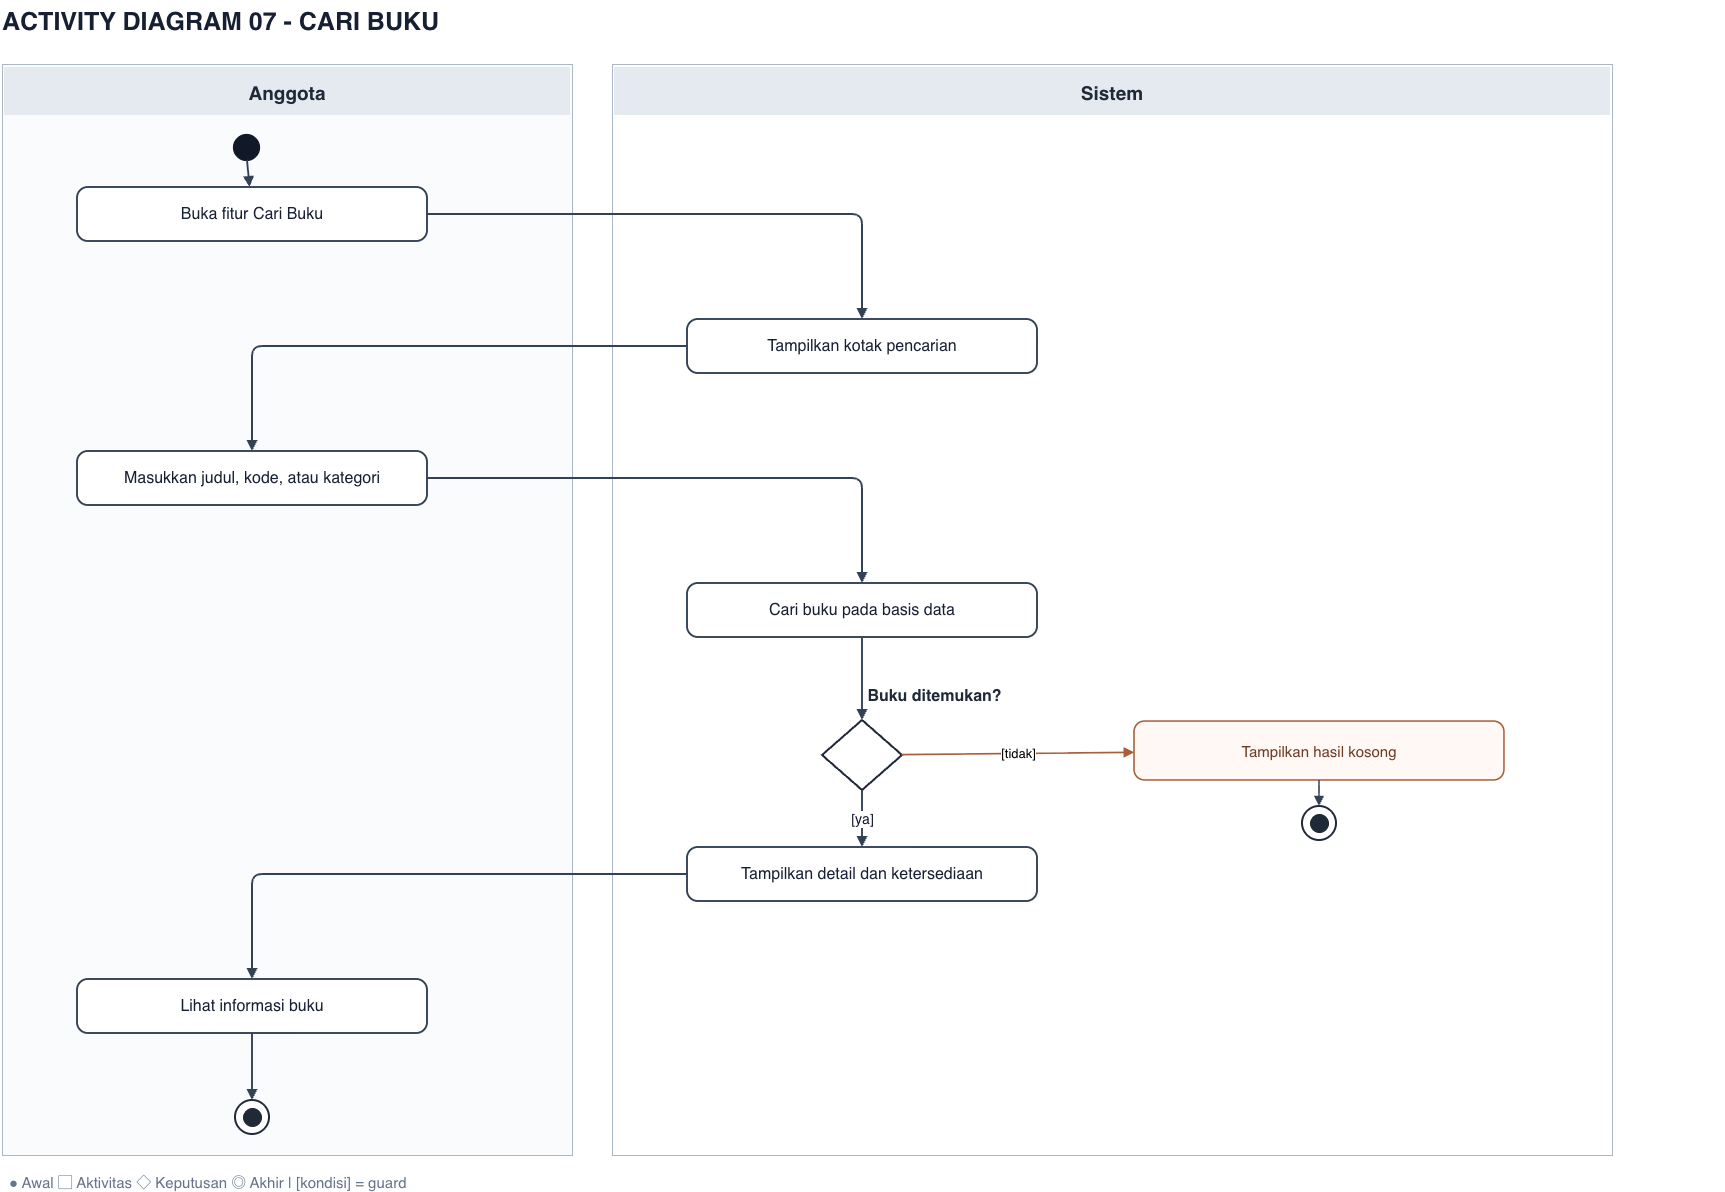 ACTIVITY DIAGRAM 07 - CARI BUKU
Anggota
Sistem
Buka fitur Cari Buku
Tampilkan kotak pencarian
Masukkan judul, kode, atau kategori
Cari buku pada basis data
Buku ditemukan?
[tidak]
Tampilkan hasil kosong
[ya]
Tampilkan detail dan ketersediaan
Lihat informasi buku
● Awal □ Aktivitas ◇ Keputusan ◎ Akhir | [kondisi] = guard